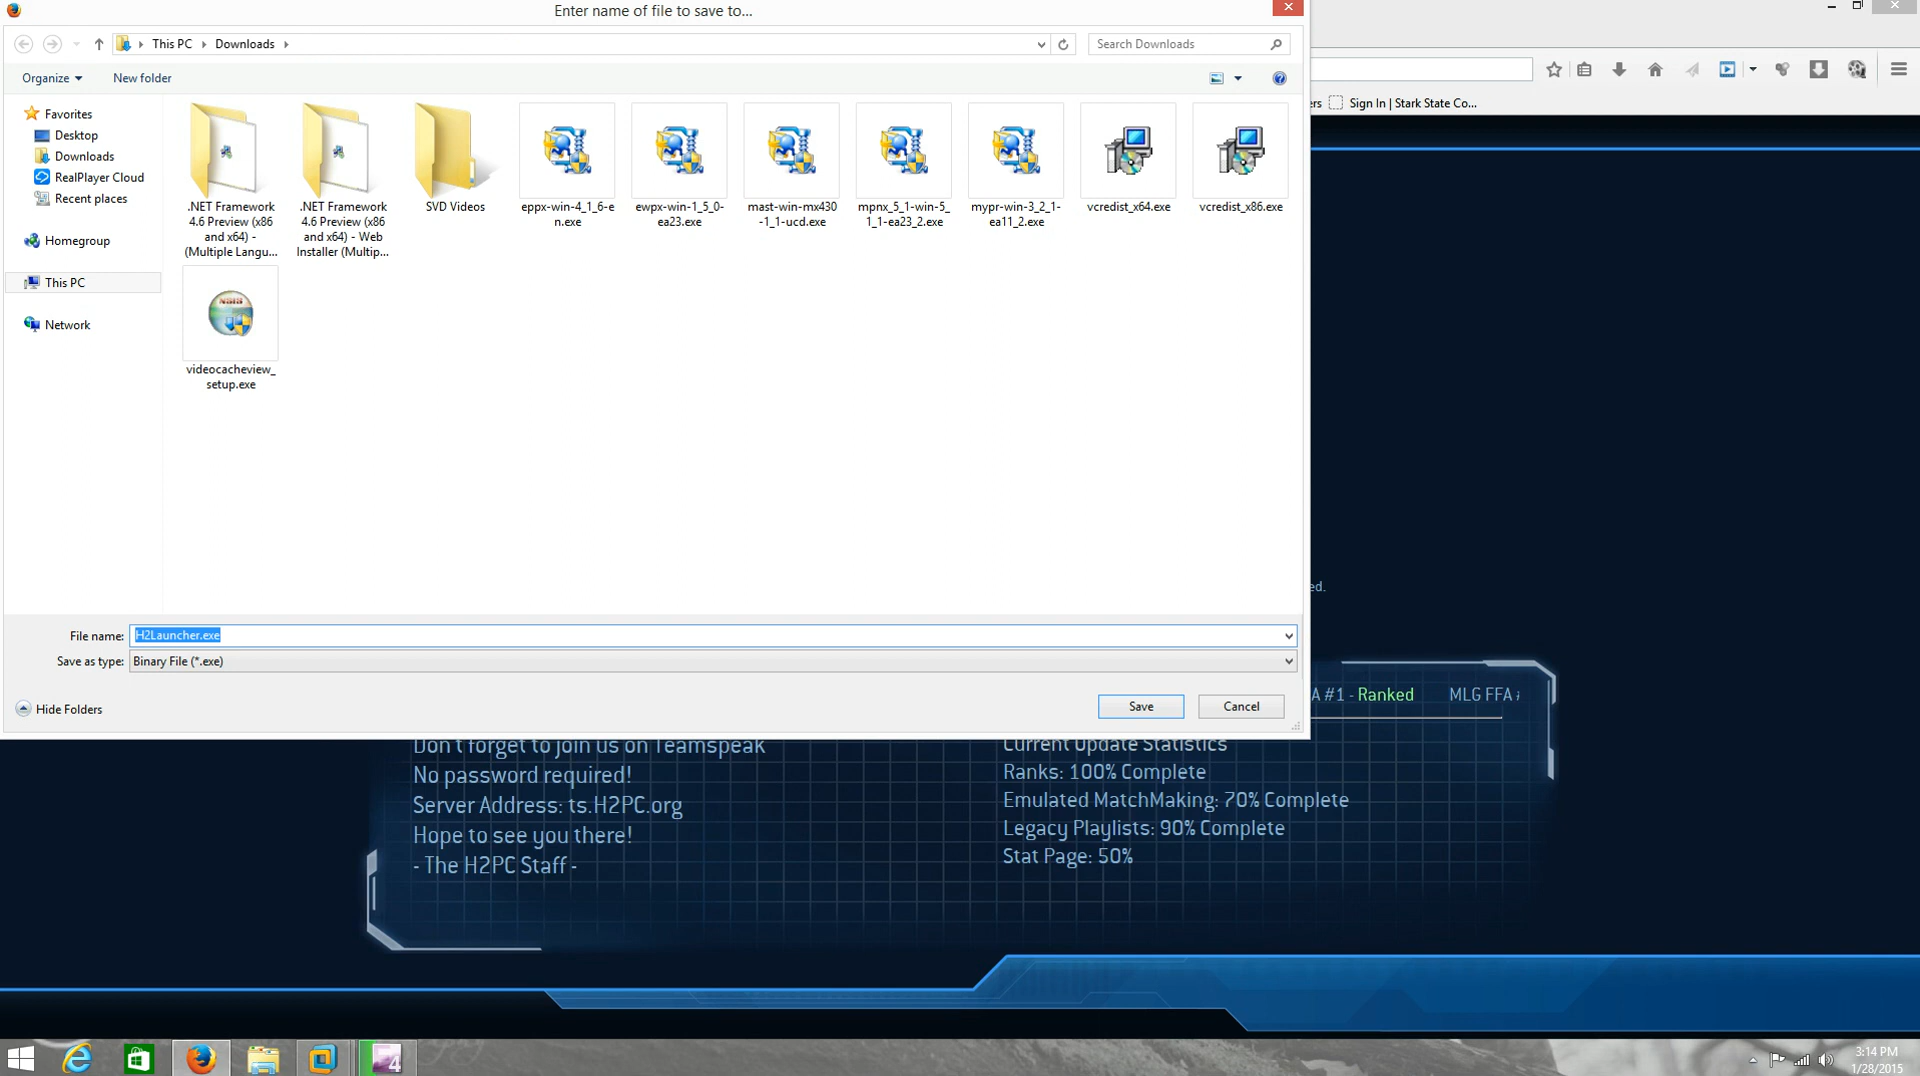 Enter name of file to save to...
This PC
Downloads
Search Downloads
Organize
New folder
Favorites
Desktop
Downloads
RealPlayer Cloud
Recent places
Homegroup
This PC
Network
.NET Framework
4.6 Preview (x86
and x64) -
(Multiple Langu...
.NET Framework
4.6 Preview (x86
and x64) - Web
Installer (Multip...
SVD Videos
eppx-win-4_1_6-e
n.exe
ewpx-win-1_5_0-
ea23.exe
mast-win-mx430
-1_1-ucd.exe
mpnx_5_1-win-5_
1_1-ea23_2.exe
mypr-win-3_2_1-
ea11_2.exe
vcredist_x64.exe
vcredist_x86.exe
NSIS
videocacheview_
setup.exe
File name: H2Launcher.exe
Save as type: Binary File (*.exe)
Hide Folders
Save
Cancel
ers
Sign In | Stark State Co...
ed.
A #1 - Ranked MLG FFA
Don't forget to join us on Teamspeak
No password required!
Server Address: ts.H2PC.org
Hope to see you there!
- The H2PC Staff -
Current Update Statistics
Ranks: 100% Complete
Emulated MatchMaking: 70% Complete
Legacy Playlists: 90% Complete
Stat Page: 50%
4
3:14 PM
1/28/2015